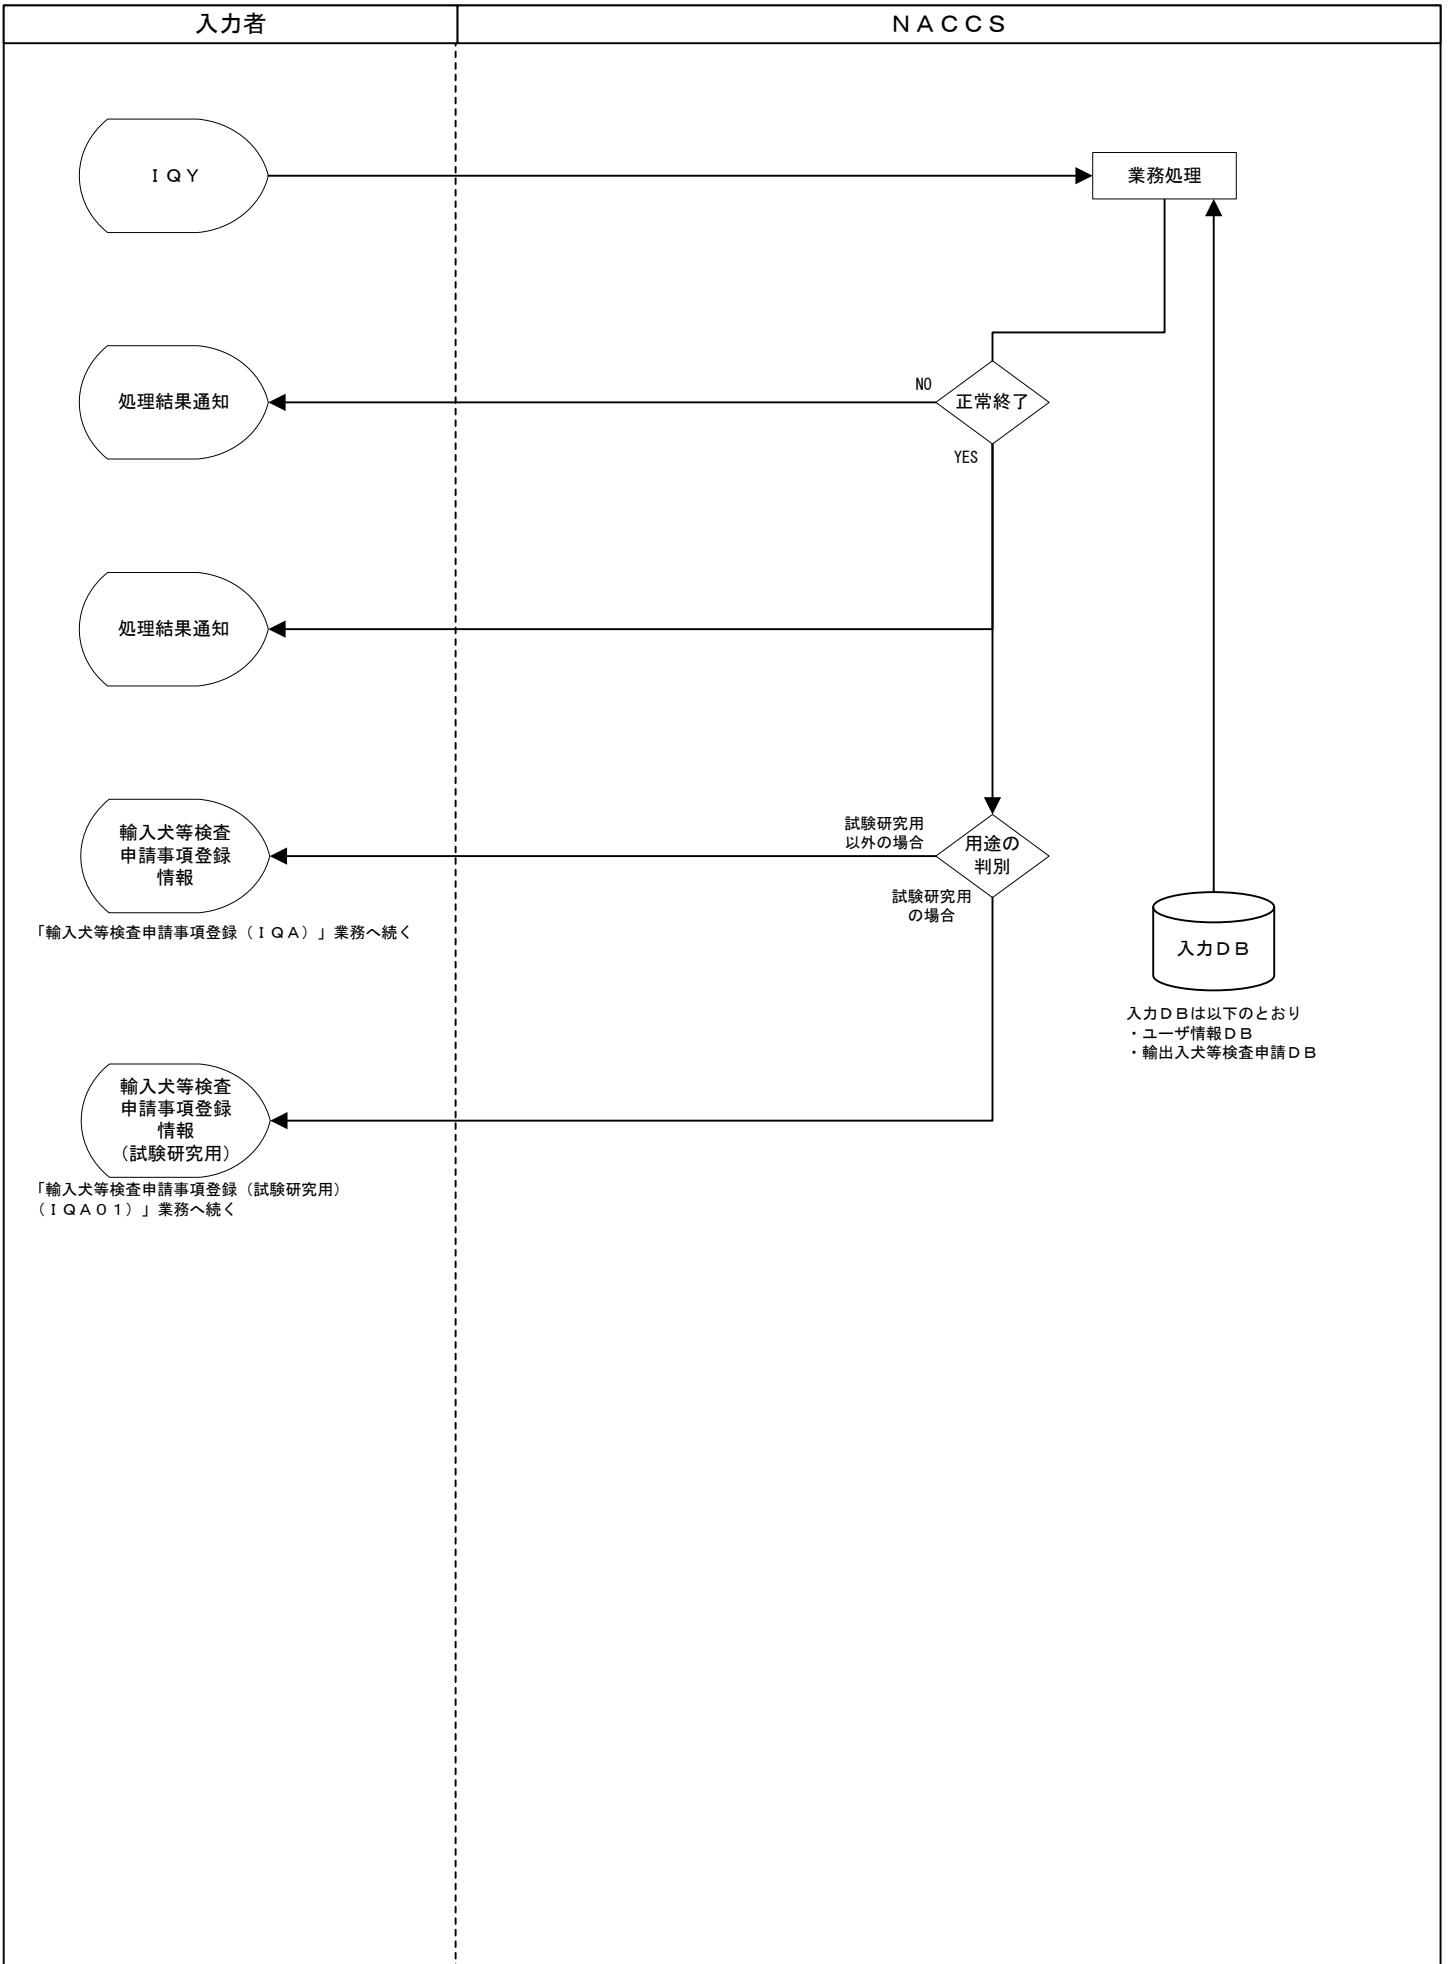 入力者
ＮＡＣＣＳ
ＩＱＹ
業務処理
処理結果通知
NO
正常終了
YES
処理結果通知
輸入犬等検査
申請事項登録
情報
試験研究用
以外の場合
用途の
判別
試験研究用
の場合
「輸入犬等検査申請事項登録（ＩＱＡ）」業務へ続く
入力ＤＢ
入力ＤＢは以下のとおり
・ユーザ情報ＤＢ
・輸出入犬等検査申請ＤＢ
輸入犬等検査
申請事項登録
情報
（試験研究用）
「輸入犬等検査申請事項登録（試験研究用）
（ＩＱＡ０１）」業務へ続く